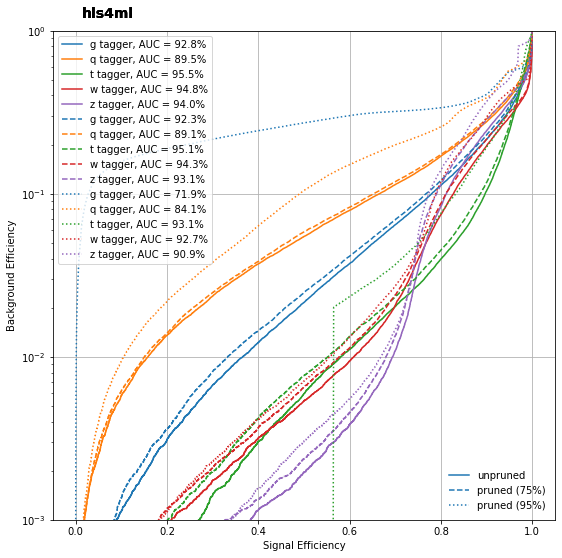 hls4ml
10⁰
10⁻¹
10⁻²
10⁻³
Background Efficiency
g tagger, AUC = 92.8%
q tagger, AUC = 89.5%
t tagger, AUC = 95.5%
w tagger, AUC = 94.8%
z tagger, AUC = 94.0%
g tagger, AUC = 92.3%
q tagger, AUC = 89.1%
t tagger, AUC = 95.1%
w tagger, AUC = 94.3%
z tagger, AUC = 93.1%
g tagger, AUC = 71.9%
q tagger, AUC = 84.1%
t tagger, AUC = 93.1%
w tagger, AUC = 92.7%
z tagger, AUC = 90.9%
unpruned
pruned (75%)
pruned (95%)
0.0 0.2 0.4 0.6 0.8 1.0
Signal Efficiency